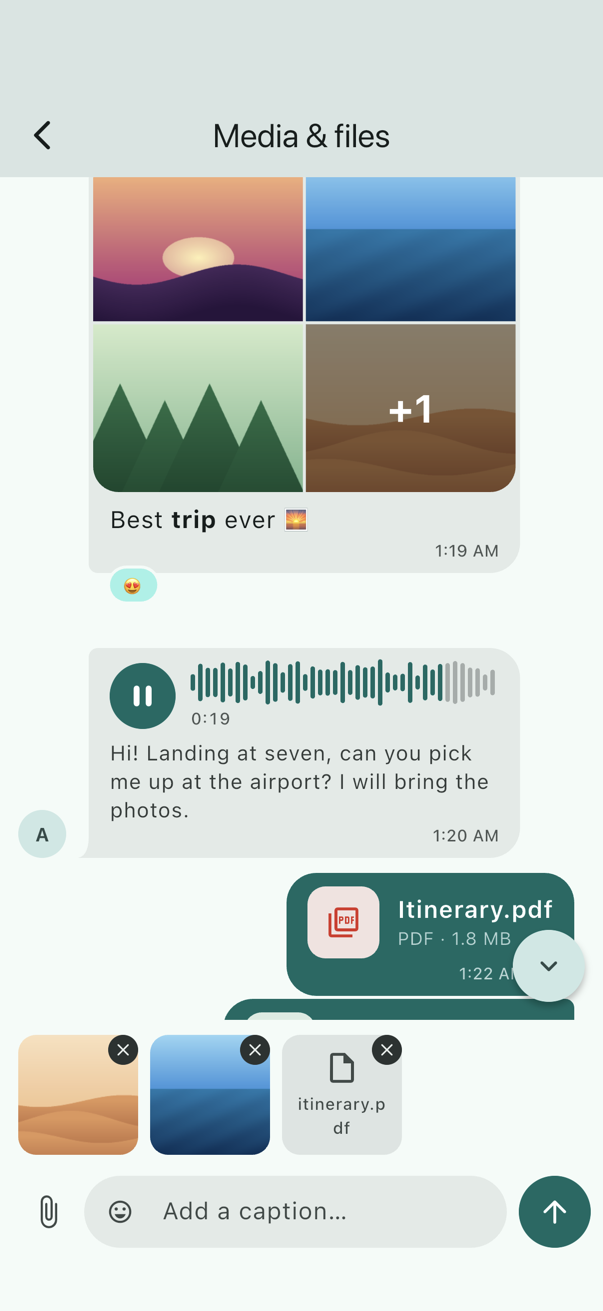 Media & files
+1
Best trip ever 🌅
1:19 AM
😍
0:19
Hi! Landing at seven, can you pick
me up at the airport? I will bring the
photos.
A
1:20 AM
PDF
Itinerary.pdf
PDF · 1.8 MB
1:22
itinerary.p
df
Add a caption...